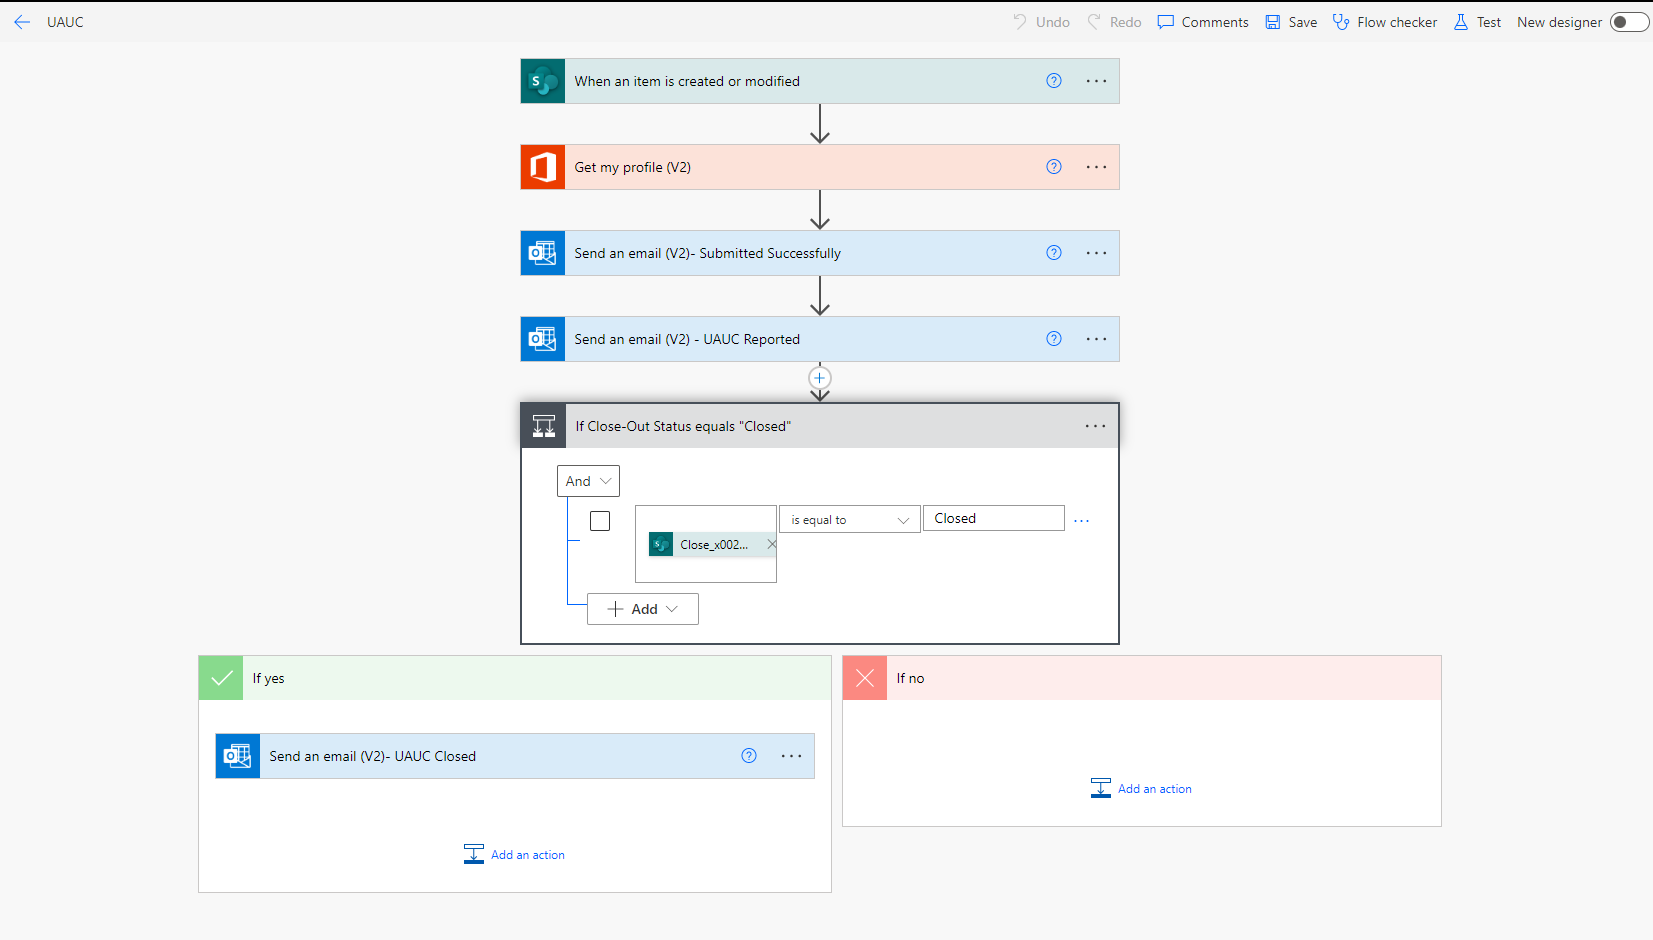 UAUC
Undo
Redo
Comments
Save
Flow checker
Test
New designer
S
When an item is created or modified
?
...
Get my profile (V2)
?
...
Send an email (V2)- Submitted Successfully
?
...
Send an email (V2) - UAUC Reported
?
...
If Close-Out Status equals "Closed"
...
And
S
Close_x002...
is equal to
Closed
...
Add
If yes
Send an email (V2)- UAUC Closed
?
...
Add an action
If no
Add an action